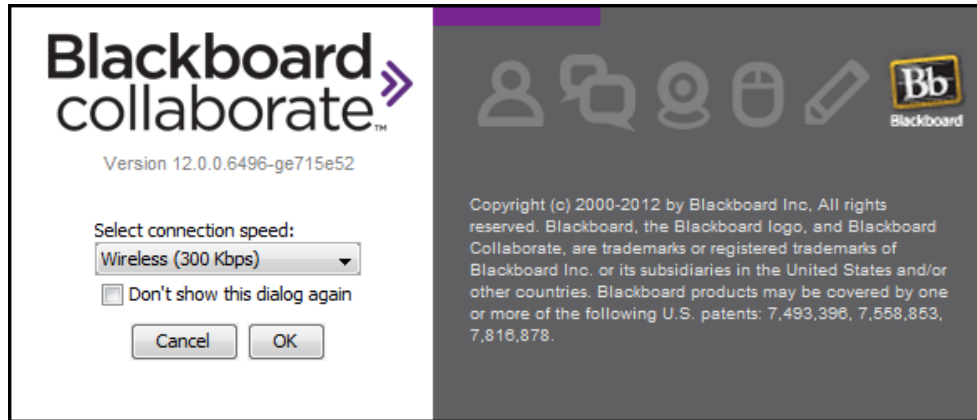 Blackboard
collaborate™
Version 12.0.0.6496-ge715e52
Select connection speed:
Wireless (300 Kbps)
Don't show this dialog again
Cancel
OK
Bb
Blackboard
Copyright (c) 2000-2012 by Blackboard Inc, All rights
reserved. Blackboard, the Blackboard logo, and Blackboard
Collaborate, are trademarks or registered trademarks of
Blackboard Inc. or its subsidiaries in the United States and/or
other countries. Blackboard products may be covered by one
or more of the following U.S. patents: 7,493,396, 7,558,853,
7,816,878.